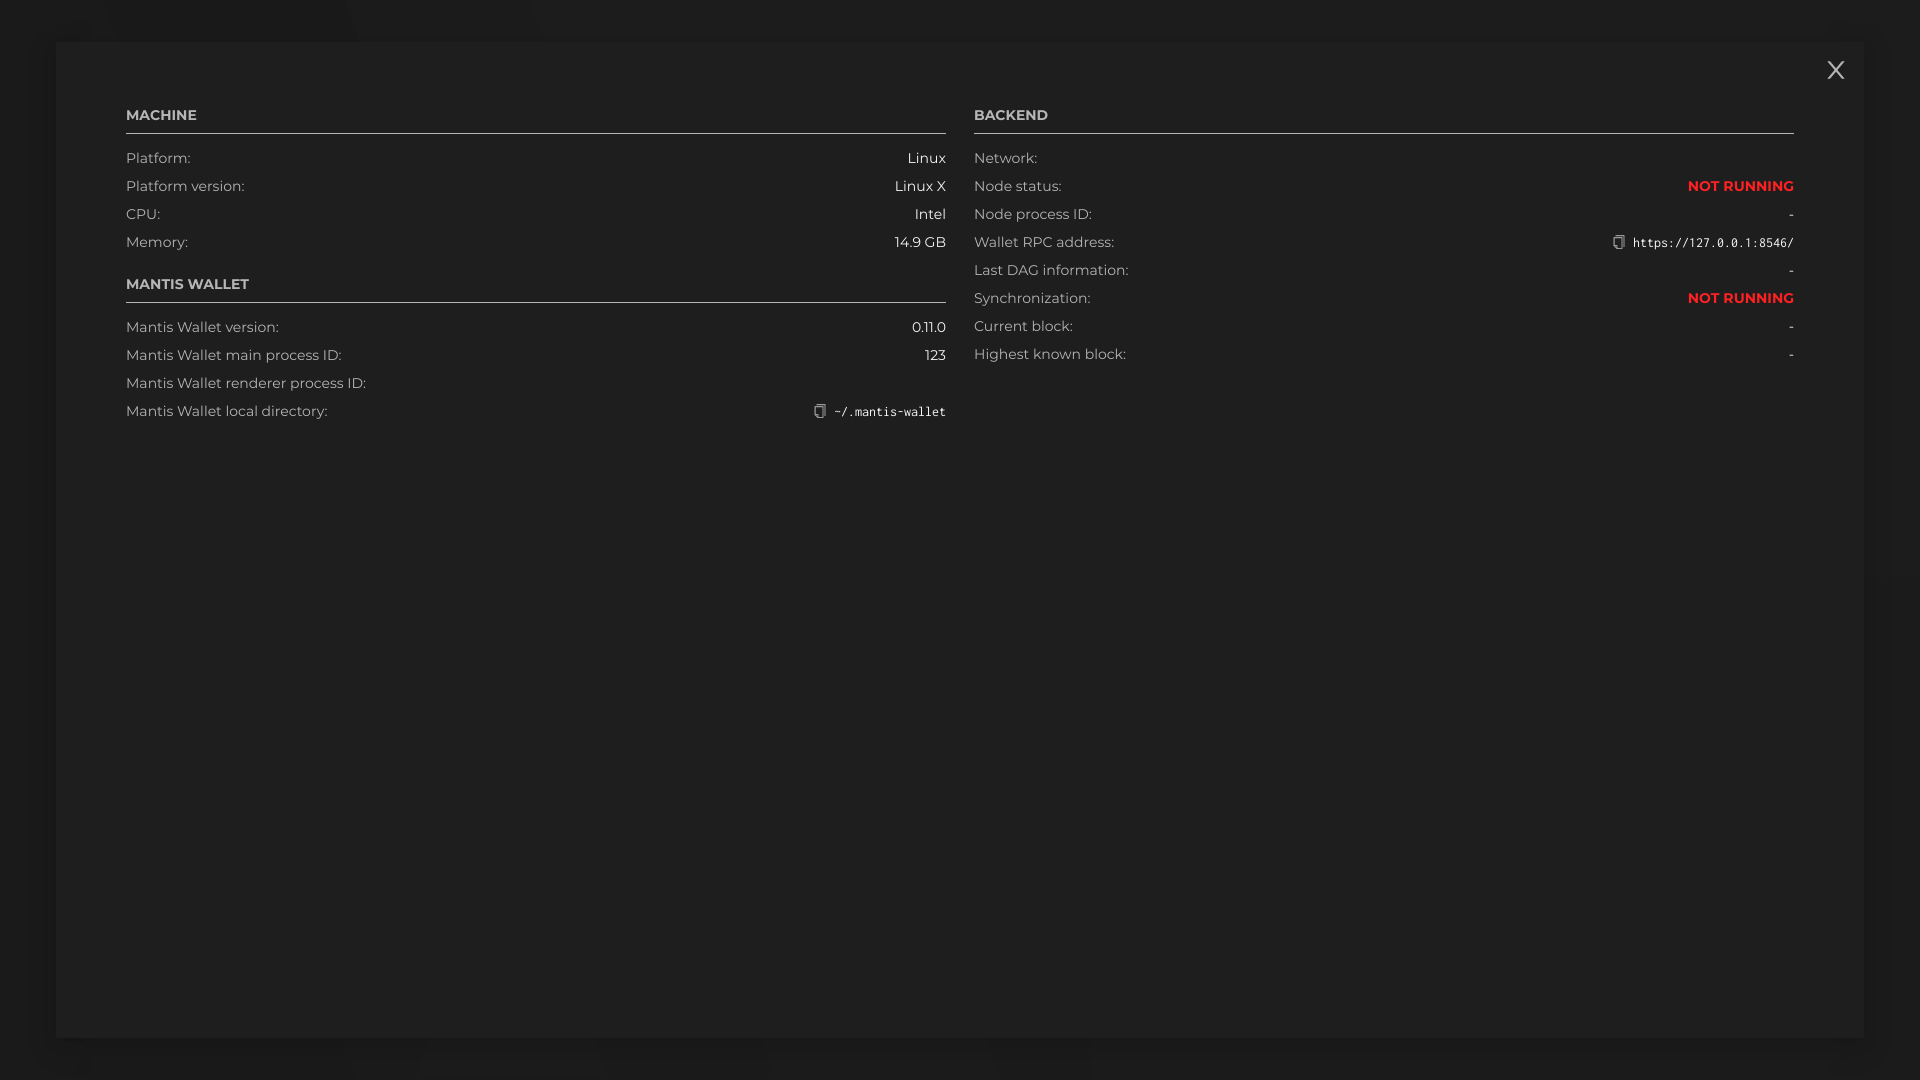 X
MACHINE
Platform: Linux
Platform version: Linux X
CPU: Intel
Memory: 14.9 GB
MANTIS WALLET
Mantis Wallet version: 0.11.0
Mantis Wallet main process ID: 123
Mantis Wallet renderer process ID:
Mantis Wallet local directory: ~/.mantis-wallet
BACKEND
Network:
Node status: NOT RUNNING
Node process ID: -
Wallet RPC address: https://127.0.0.1:8546/
Last DAG information: -
Synchronization: NOT RUNNING
Current block: -
Highest known block: -